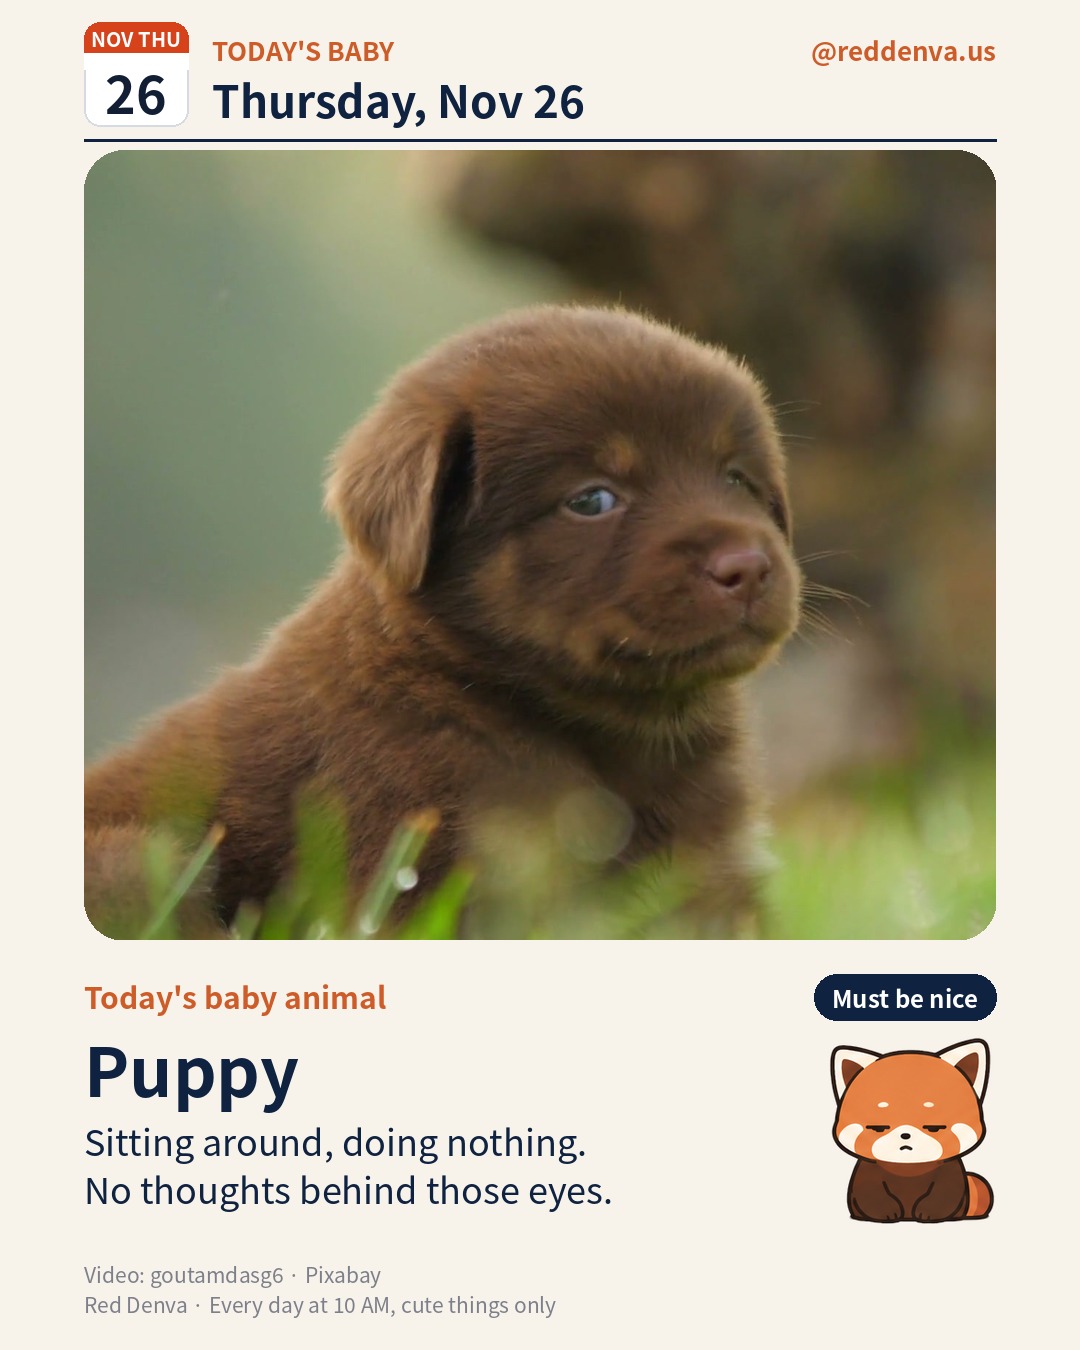 NOV THU
26
TODAY'S BABY
Thursday, Nov 26
@reddenva.us
Today's baby animal
Must be nice
Puppy
Sitting around, doing nothing.
No thoughts behind those eyes.
Video: goutamdasg6 · Pixabay
Red Denva · Every day at 10 AM, cute things only